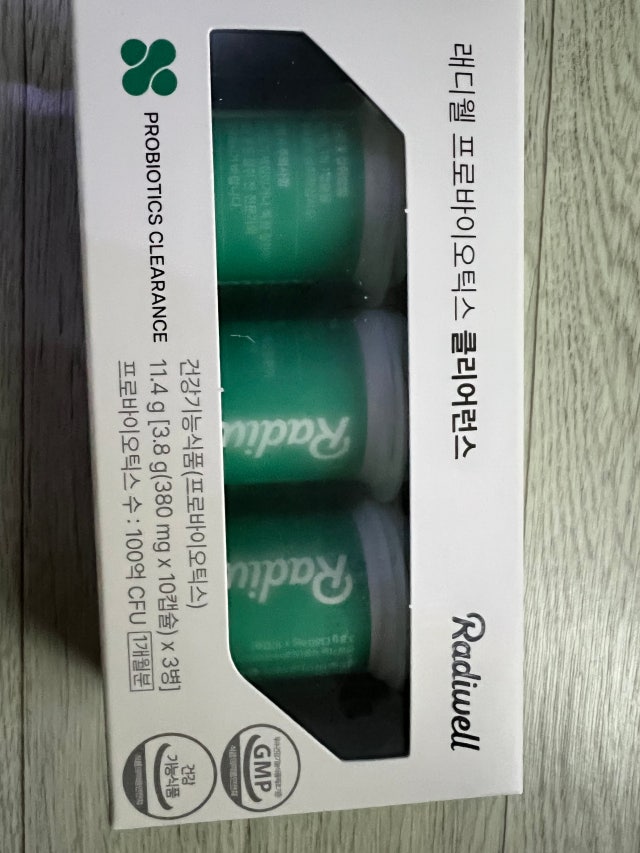 래디웰 프로바이오틱스 클리어런스
Radiwell
PROBIOTICS CLEARANCE
건강기능식품(프로바이오틱스)
11.4 g [3.8 g(380 mg x 10캡슐) x 3병]
프로바이오틱스 수 : 100억 CFU 1개월분
Radiw
Radiw
GMP
건강
기능식품